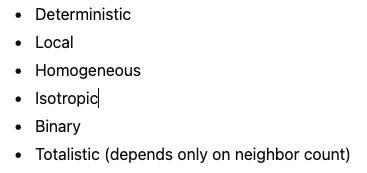 • Deterministic
• Local
• Homogeneous
• Isotropic
• Binary
• Totalistic (depends only on neighbor count)